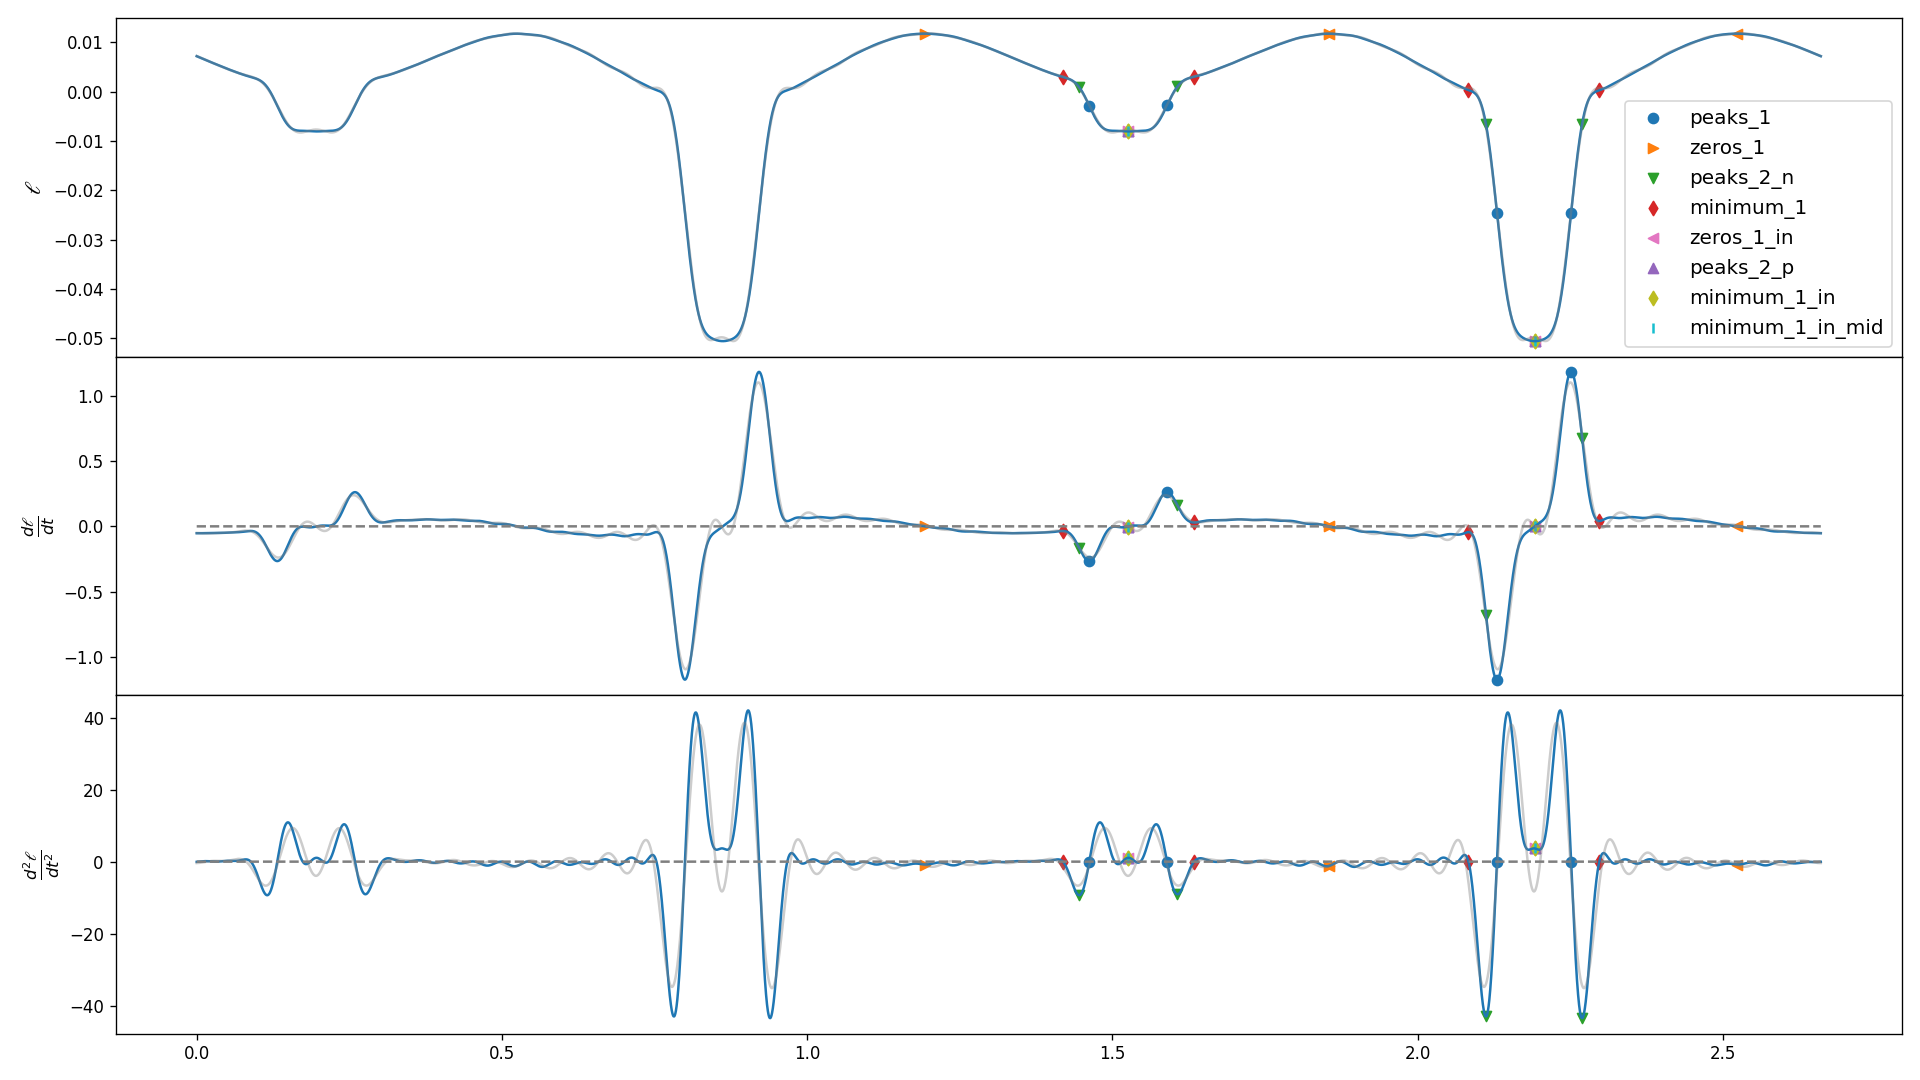 0.01
0.00
−0.01
−0.02
−0.03
−0.04
−0.05
ℓ
peaks_1
zeros_1
peaks_2_n
minimum_1
zeros_1_in
peaks_2_p
minimum_1_in
minimum_1_in_mid
1.0
0.5
0.0
−0.5
−1.0
dℓ
dt
40
20
0
−20
−40
d²ℓ
dt²
0.0 0.5 1.0 1.5 2.0 2.5